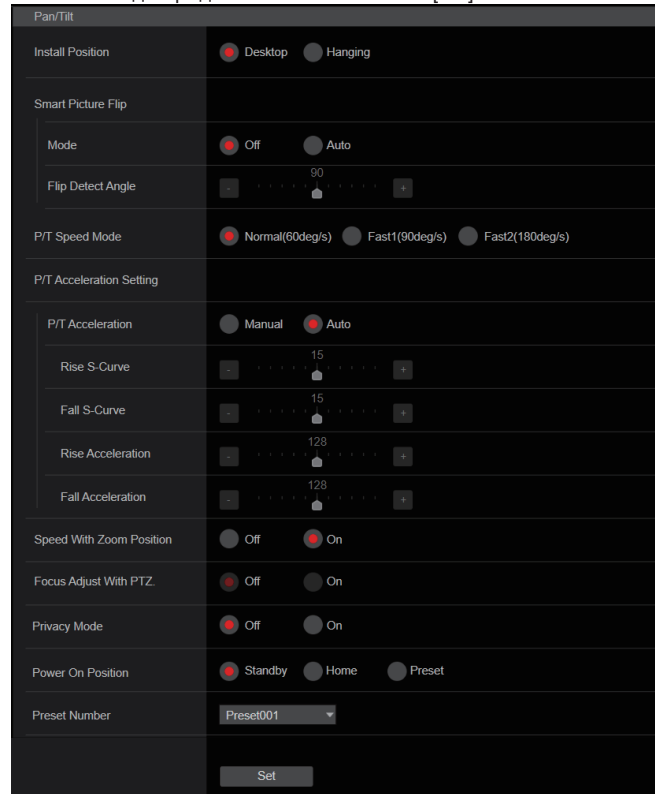 Pan/Tilt
Install Position Desktop Hanging
Smart Picture Flip
Mode Off Auto
90
Flip Detect Angle - +
P/T Speed Mode Normal(60deg/s) Fast1(90deg/s) Fast2(180deg/s)
P/T Acceleration Setting
P/T Acceleration Manual Auto
15
Rise S-Curve - +
15
Fall S-Curve - +
128
Rise Acceleration - +
128
Fall Acceleration - +
Speed With Zoom Position Off On
Focus Adjust With PTZ. Off On
Privacy Mode Off On
Power On Position Standby Home Preset
Preset Number Preset001
Set